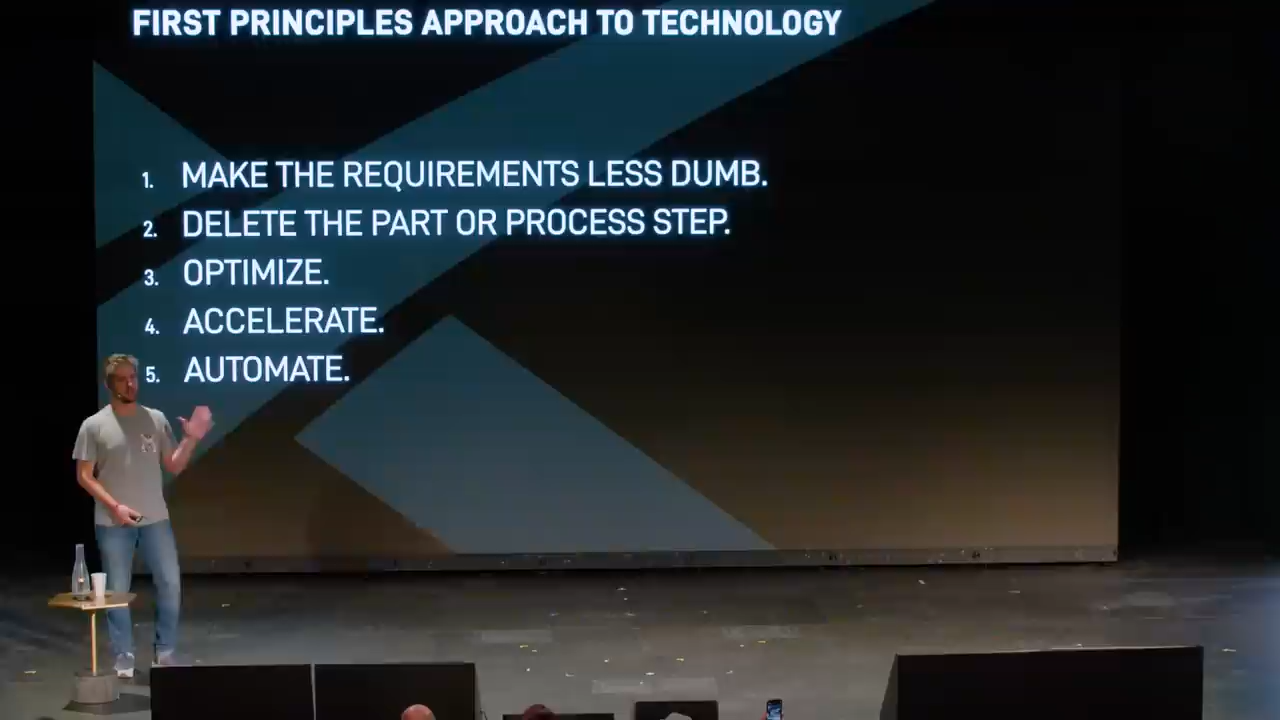 FIRST PRINCIPLES APPROACH TO TECHNOLOGY
1. MAKE THE REQUIREMENTS LESS DUMB.
2. DELETE THE PART OR PROCESS STEP.
3. OPTIMIZE.
4. ACCELERATE.
5. AUTOMATE.